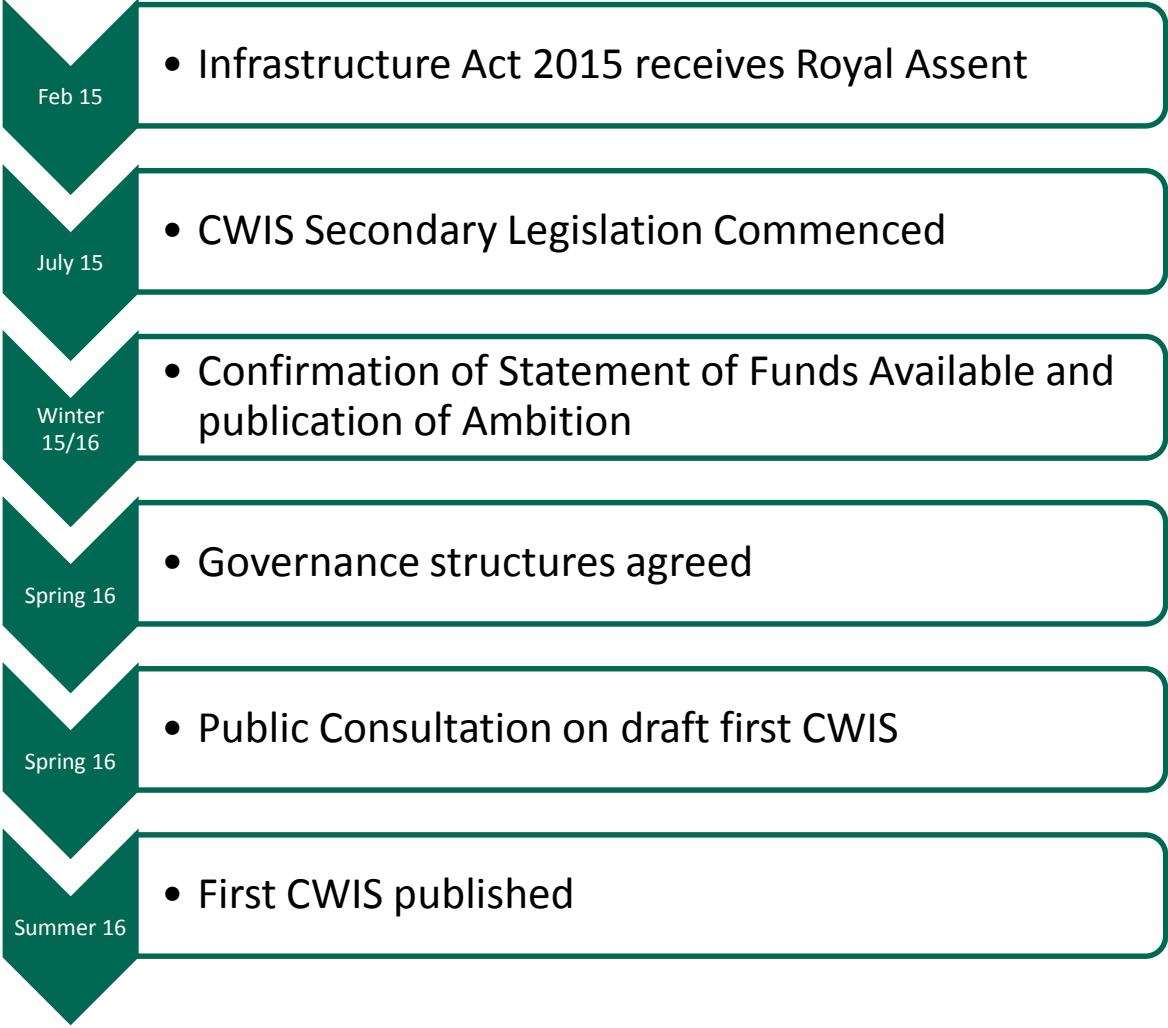 Feb 15
• Infrastructure Act 2015 receives Royal Assent
July 15
• CWIS Secondary Legislation Commenced
Winter
15/16
• Confirmation of Statement of Funds Available and
publication of Ambition
Spring 16
• Governance structures agreed
Spring 16
• Public Consultation on draft first CWIS
Summer 16
• First CWIS published